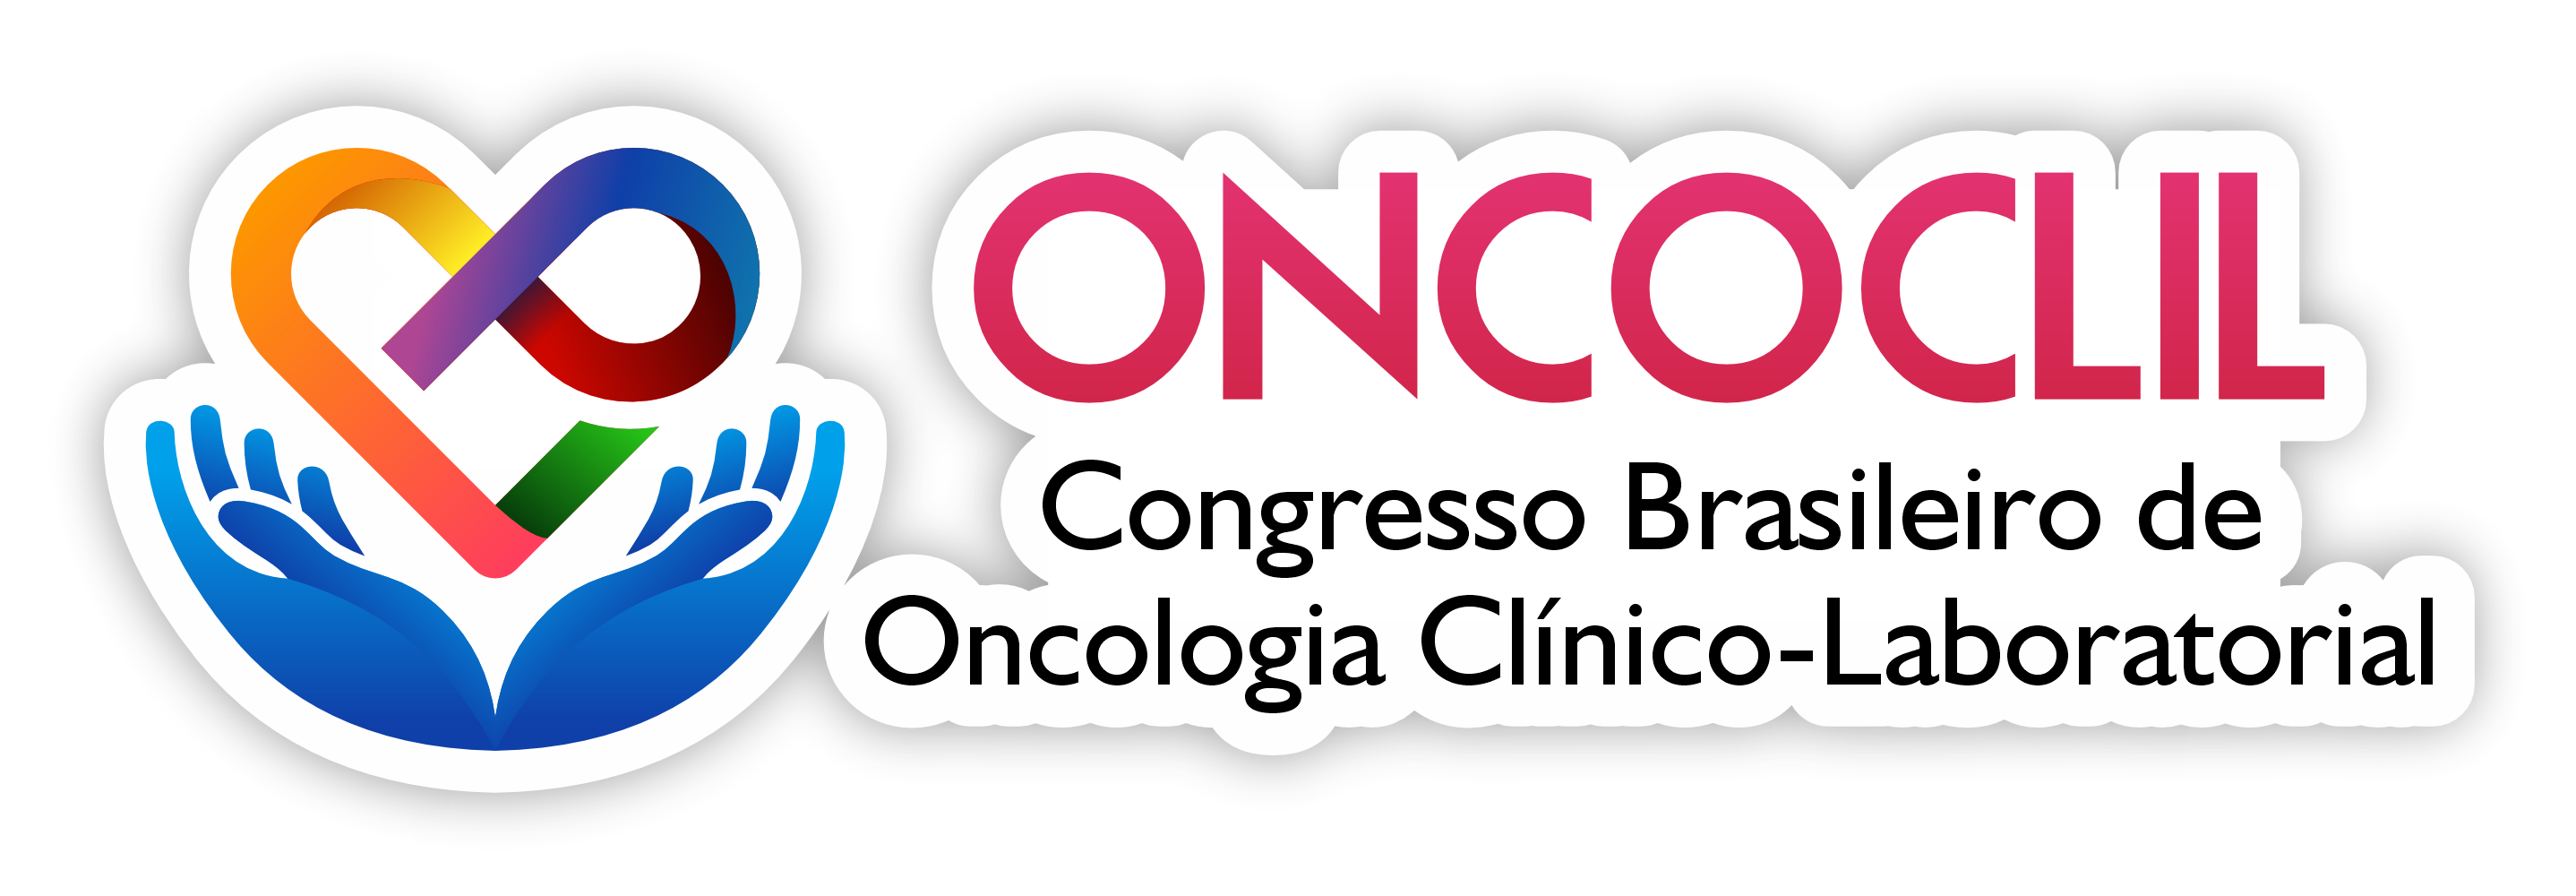 ONCOCLIL
Congresso Brasileiro de
Oncologia Clínico-Laboratorial